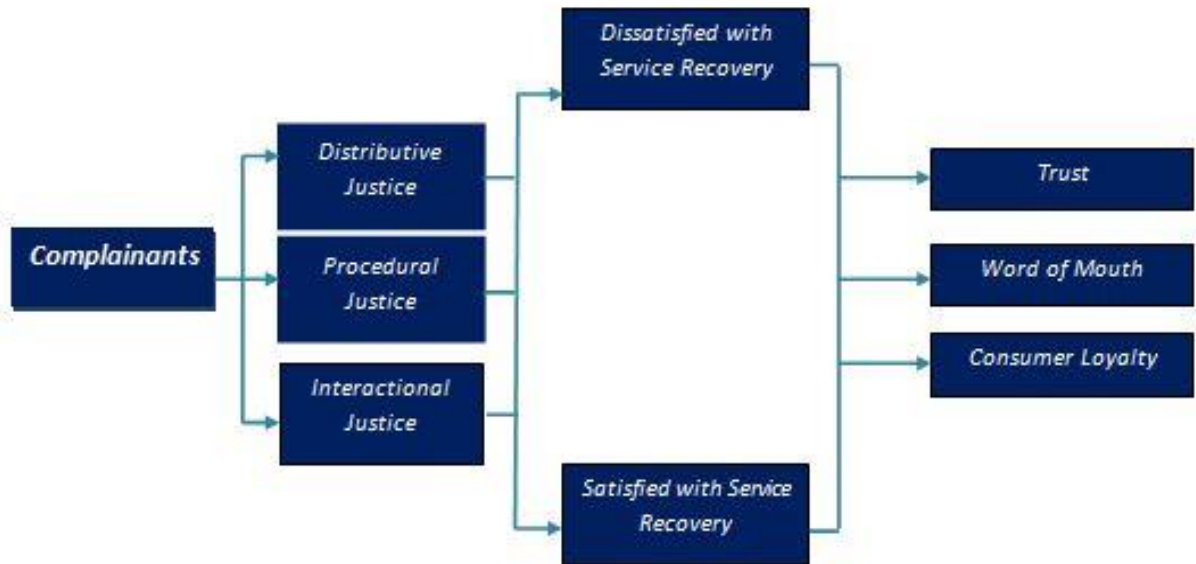 Complainants
Distributive
Justice
Procedural
Justice
Interactional
Justice
Dissatisfied with
Service Recovery
Satisfied with Service
Recovery
Trust
Word of Mouth
Consumer Loyalty